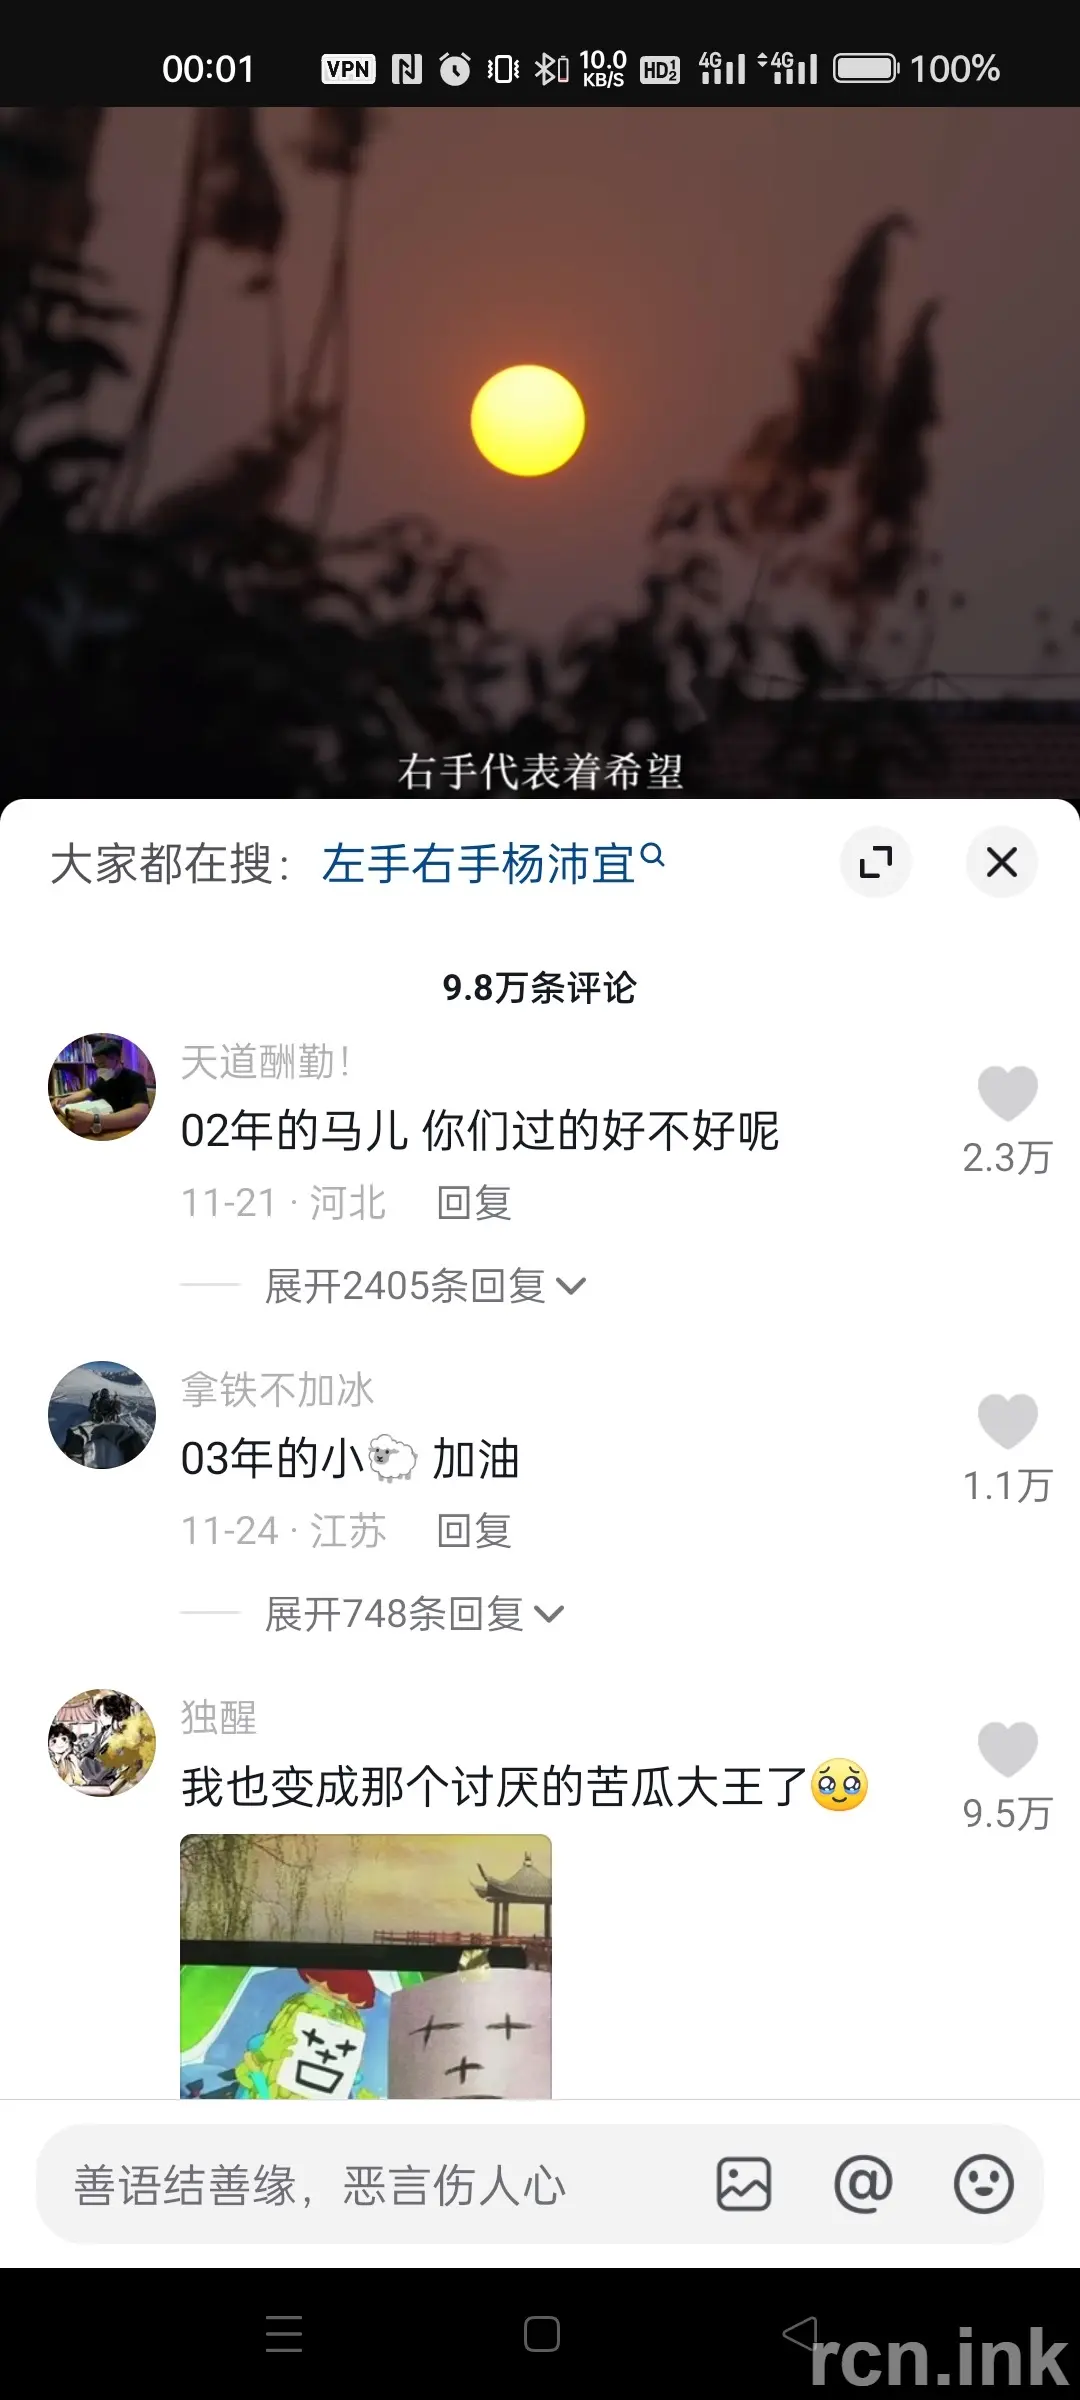 00:01 VPN 10.0 KB/S HD2 4G 4G 100%
右手代表着希望
大家都在搜：左手右手杨沛宜
9.8万条评论
天道酬勤！
02年的马儿 你们过的好不好呢
2.3万
11-21 · 河北 回复
展开2405条回复
拿铁不加冰
03年的小🐑 加油
1.1万
11-24 · 江苏 回复
展开748条回复
独醒
我也变成那个讨厌的苦瓜大王了🥹
9.5万
善语结善缘，恶言伤人心
rcn.ink